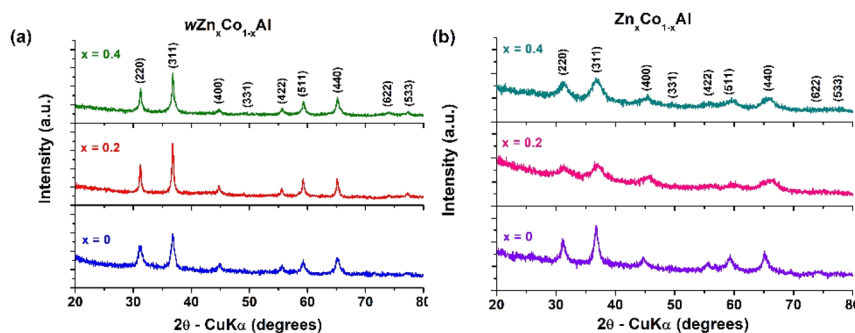 (a)
wZnₓCo₁₋ₓAl
x = 0.4
(220)
(311)
(400)
(331)
(422)
(511)
(440)
(622)
(533)
x = 0.2
x = 0
Intensity (a.u.)
20 30 40 50 60 70 80
2θ - CuKα (degrees)
(b)
ZnₓCo₁₋ₓAl
x = 0.4
(220)
(311)
(400)
(331)
(422)
(511)
(440)
(622)
(533)
x = 0.2
x = 0
Intensity (a.u.)
20 30 40 50 60 70 80
2θ - CuKα (degrees)